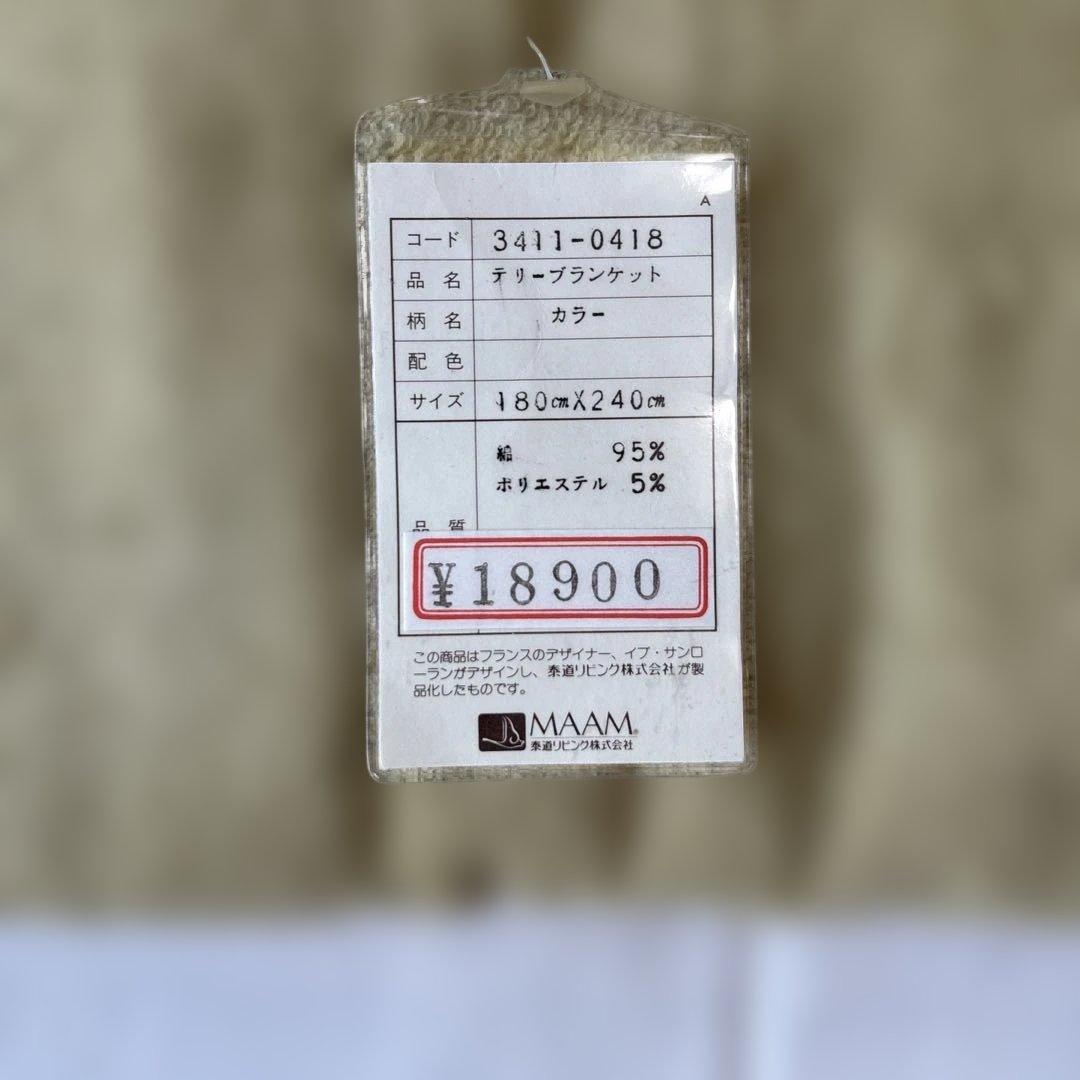 A
コード 3411-0418
品 名 テリーブランケット
柄 名 カラー
配 色
サイズ 180cm×240cm
綿 95%
ポリエステル 5%
品 質
¥18900
この商品はフランスのデザイナー、イブ・サンロ
ーランがデザインし、泰道リビング株式会社が製
品化したものです。
MAAM®
泰道リビング株式会社